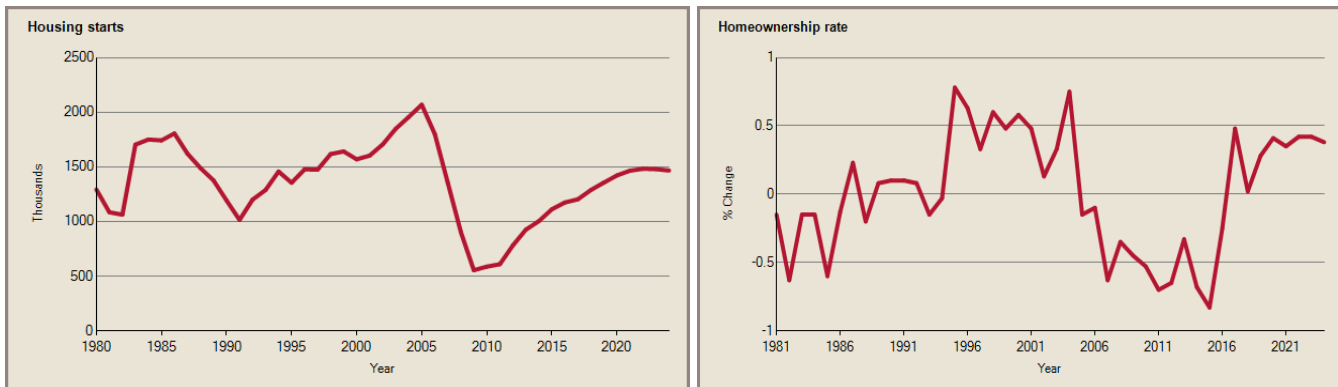 Housing starts
2500
2000
1500
1000
500
0
Thousands
1980 1985 1990 1995 2000 2005 2010 2015 2020
Year
Homeownership rate
1
0.5
0
-0.5
-1
% Change
1981 1986 1991 1996 2001 2006 2011 2016 2021
Year